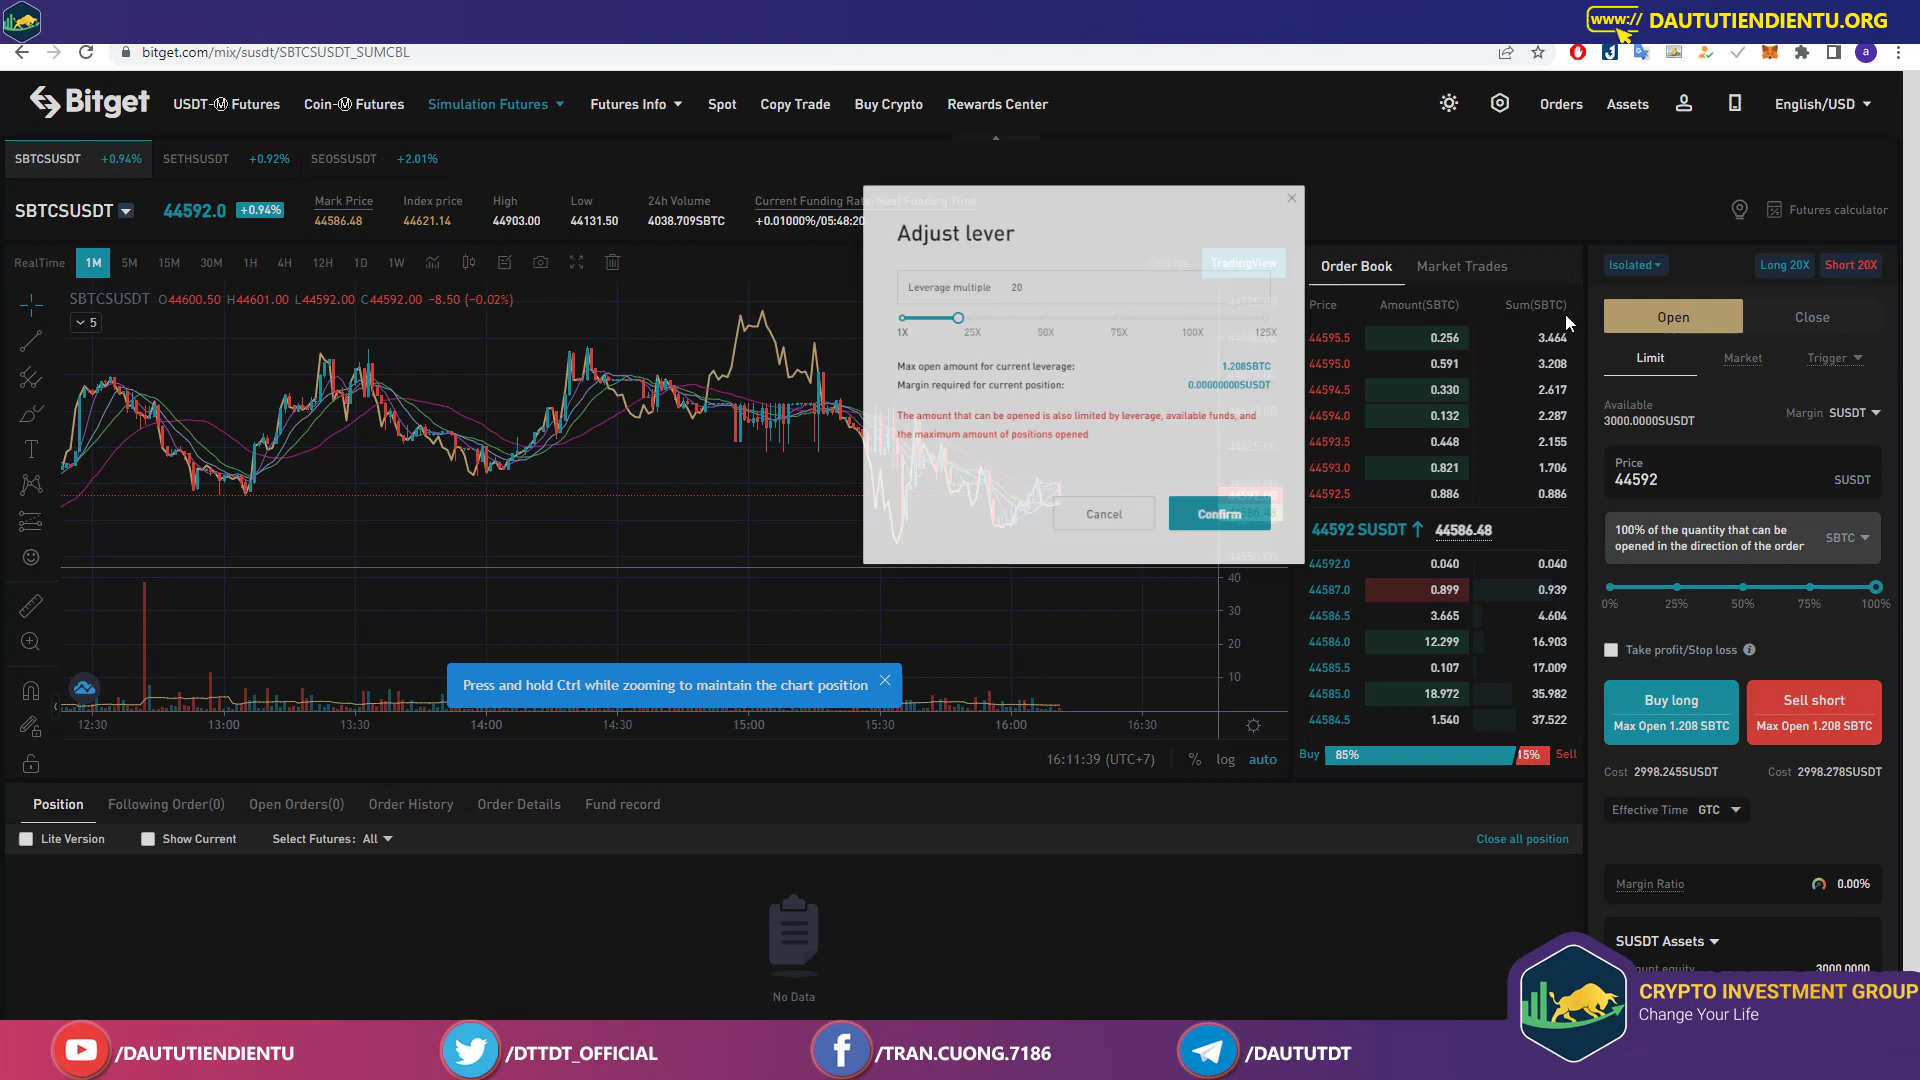 www:// DAUTUTIENDIENTU.ORG
bitget.com/mix/susdt/SBTCSUSDT_SUMCBL
a
Bitget USDT-Ⓜ Futures Coin-Ⓜ Futures Simulation Futures Futures Info Spot Copy Trade Buy Crypto Rewards Center Orders Assets English/USD
SBTCSUSDT +0.94% SETHSUSDT +0.92% SEOSSUSDT +2.01%
SBTCSUSDT 44592.0 +0.94%
Mark Price Index price High Low 24h Volume Current Funding Rate/Next Funding Time
44586.48 44621.14 44903.00 44131.50 4038.709SBTC +0.01000%/05:48:20
Futures calculator
RealTime 1M 5M 15M 30M 1H 4H 12H 1D 1W
TradingView
SBTCSUSDT O44600.50 H44601.00 L44592.00 C44592.00 -8.50 (-0.02%)
5
Adjust lever
Leverage multiple 20
1X 25X 50X 75X 100X 125X
Max open amount for current leverage: 1.208SBTC
Margin required for current position: 0.00000000SUSDT
The amount that can be opened is also limited by leverage, available funds, and
the maximum amount of positions opened
Cancel Confirm
40
30
20
10
Press and hold Ctrl while zooming to maintain the chart position
12:30 13:00 13:30 14:00 14:30 15:00 15:30 16:00 16:30
16:11:39 (UTC+7) % log auto
Order Book Market Trades
Price Amount(SBTC) Sum(SBTC)
44595.5 0.256 3.464
44595.0 0.591 3.208
44594.5 0.330 2.617
44594.0 0.132 2.287
44593.5 0.448 2.155
44593.0 0.821 1.706
44592.5 0.886 0.886
44592 SUSDT 44586.48
44592.0 0.040 0.040
44587.0 0.899 0.939
44586.5 3.665 4.604
44586.0 12.299 16.903
44585.5 0.107 17.009
44585.0 18.972 35.982
44584.5 1.540 37.522
Buy 85% 15% Sell
Isolated Long 20X Short 20X
Open Close
Limit Market Trigger
Available
3000.0000SUSDT
Margin SUSDT
Price
44592 SUSDT
100% of the quantity that can be
opened in the direction of the order
SBTC
0% 25% 50% 75% 100%
Take profit/Stop loss
Buy long Sell short
Max Open 1.208 SBTC Max Open 1.208 SBTC
Cost 2998.245SUSDT Cost 2998.278SUSDT
Effective Time GTC
Margin Ratio 0.00%
SUSDT Assets
equity 3000.0000
Position Following Order(0) Open Orders(0) Order History Order Details Fund record
Lite Version Show Current Select Futures: All Close all position
No Data
CRYPTO INVESTMENT GROUP
Change Your Life
/DAUTUTIENDIENTU /DTTDT_OFFICIAL /TRAN.CUONG.7186 /DAUTUTDT